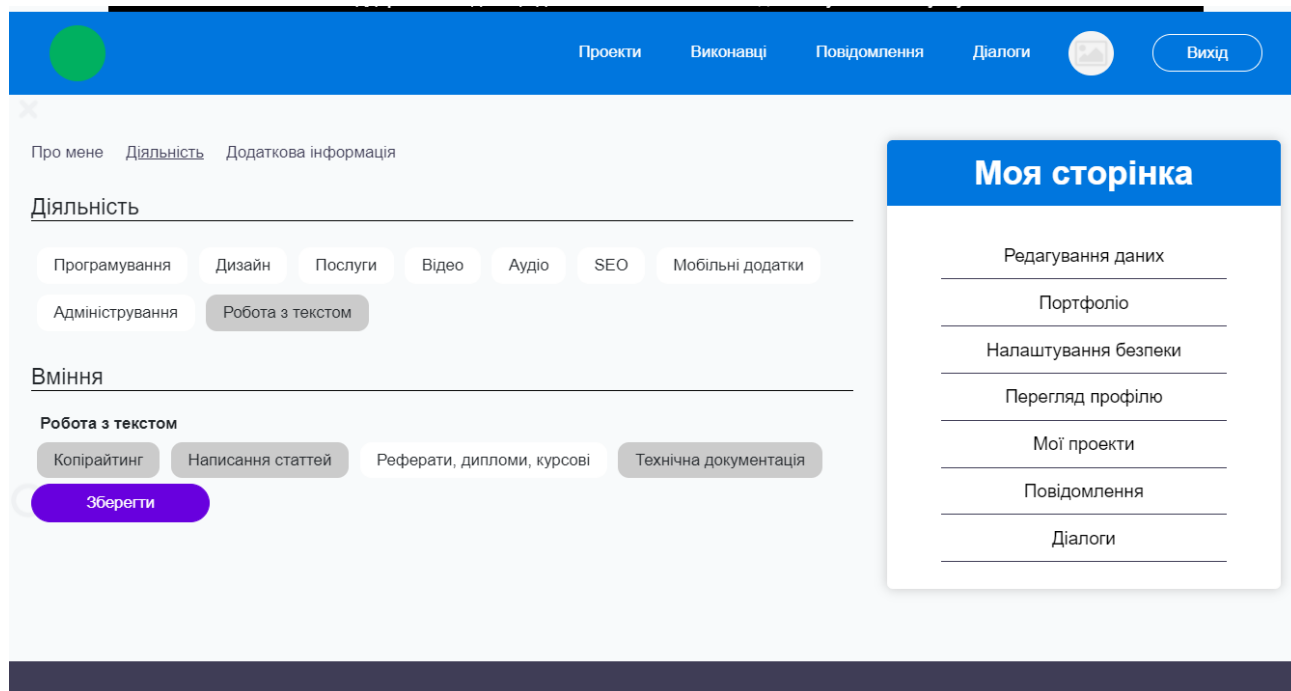 Проекти Виконавці Повідомлення Діалоги Вихід
Про мене Діяльність Додаткова інформація
Діяльність
Програмування Дизайн Послуги Відео Аудіо SEO Мобільні додатки
Адміністрування Робота з текстом
Вміння
Робота з текстом
Копірайтинг Написання статтей Реферати, дипломи, курсові Технічна документація
Зберегти
Моя сторінка
Редагування даних
Портфоліо
Налаштування безпеки
Перегляд профілю
Мої проекти
Повідомлення
Діалоги